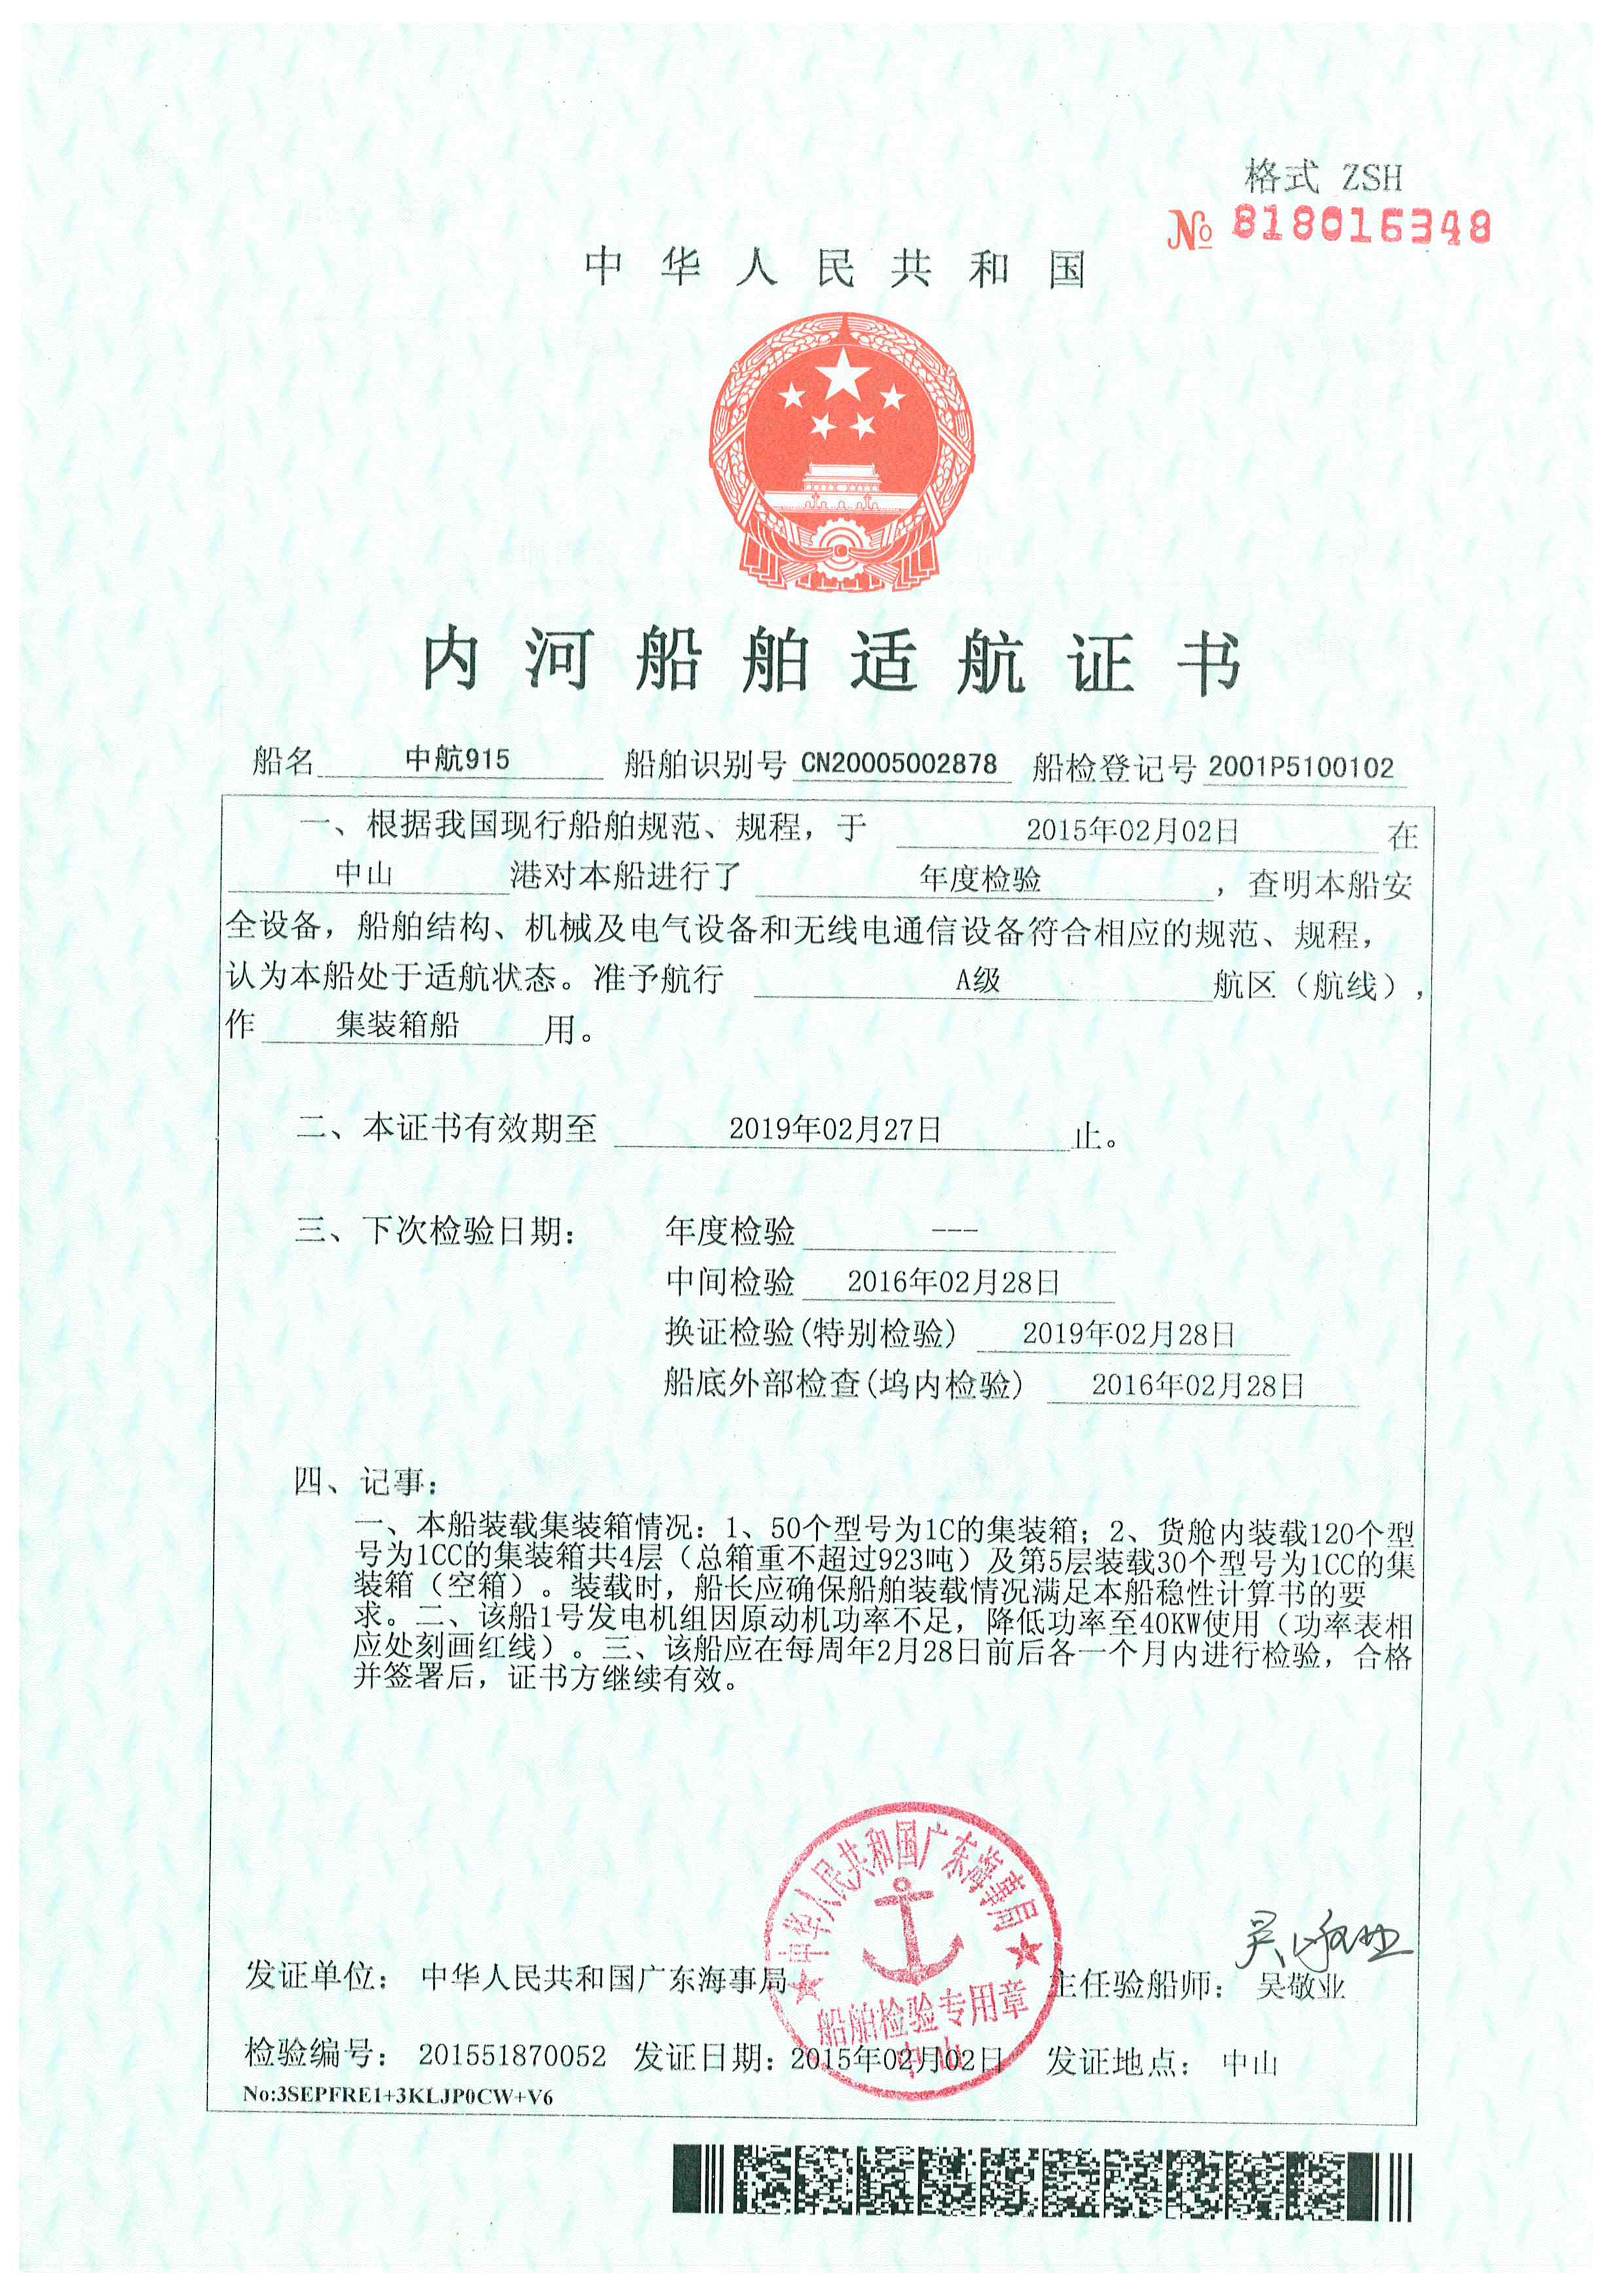 格式 ZSH
№ 818016348
中华人民共和国
内河船舶适航证书
船名 中航915 船舶识别号 CN20005002878 船检登记号 2001P5100102
一、根据我国现行船舶规范、规程，于 2015年02月02日 在
中山 港对本船进行了 年度检验 ，查明本船安
全设备，船舶结构、机械及电气设备和无线电通信设备符合相应的规范、规程，
认为本船处于适航状态。准予航行 A级 航区（航线），
作 集装箱船 用。
二、本证书有效期至 2019年02月27日 止。
三、下次检验日期： 年度检验 ---
中间检验 2016年02月28日
换证检验(特别检验) 2019年02月28日
船底外部检查(坞内检验) 2016年02月28日
四、记事：
一、本船装载集装箱情况：1、50个型号为1C的集装箱；2、货舱内装载120个型
号为1CC的集装箱共4层（总箱重不超过923吨）及第5层装载30个型号为1CC的集
装箱（空箱）。装载时，船长应确保船舶装载情况满足本船稳性计算书的要
求。二、该船1号发电机组因原动机功率不足，降低功率至40KW使用（功率表相
应处刻画红线）。三、该船应在每周年2月28日前后各一个月内进行检验，合格
并签署后，证书方继续有效。
中华人民共和国广东海事局
船舶检验专用章
中山
吴敬业
发证单位： 中华人民共和国广东海事局 主任验船师： 吴敬业
检验编号： 201551870052 发证日期：2015年02月02日 发证地点： 中山
No:3SEPFRE1+3KLJP0CW+V6